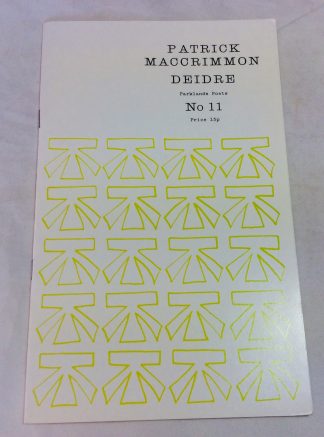 PATRICK
MACCRIMMON
DEIDRE
Parklands Poets
No 11
Price 15p